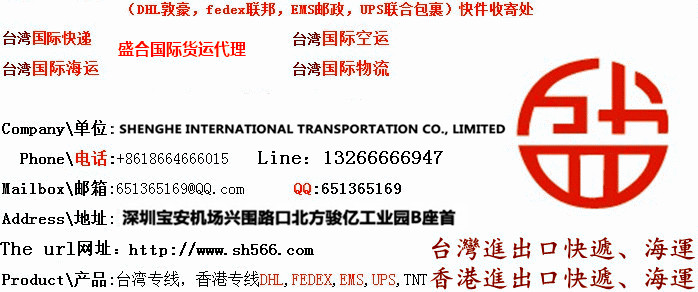 （DHL敦豪，fedex联邦，EMS邮政，UPS联合包裹）快件收寄处
台湾国际快递 盛合国际货运代理 台湾国际空运
台湾国际海运 台湾国际物流
Company\单位: SHENGHE INTERNATIONAL TRANSPORTATION CO., LIMITED
Phone\电话:+8618664666015 Line：13266666947
Mailbox\邮箱:651365169@QQ.com QQ:651365169
Address\地址: 深圳宝安机场兴围路口北方骏亿工业园B座首
The url网址：http://www.sh566.com
台灣進出口快遞、海運
Product\产品:台湾专线，香港专线DHL,FEDEX,EMS,UPS,TNT
香港進出口快遞、海運